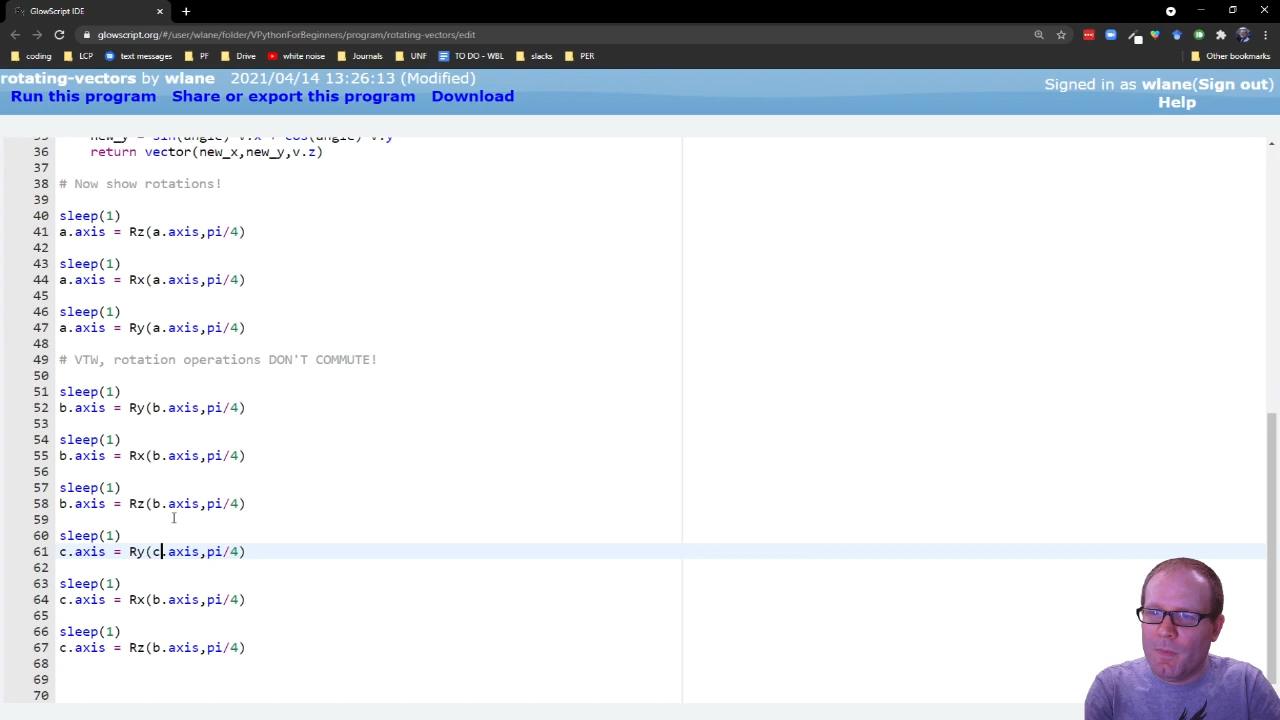 GlowScript IDE
glowscript.org/#/user/wlane/folder/VPythonForBeginners/program/rotating-vectors/edit
coding LCP text messages PF Drive white noise Journals UNF TO DO - WBL slacks PER Other bookmarks
rotating-vectors by wlane 2021/04/14 13:26:13 (Modified) Signed in as wlane(Sign out)
Run this program Share or export this program Download Help
35 new_y = sin(angle)*v.x + cos(angle)*v.y
36 return vector(new_x,new_y,v.z)
37
38 # Now show rotations!
39
40 sleep(1)
41 a.axis = Rz(a.axis,pi/4)
42
43 sleep(1)
44 a.axis = Rx(a.axis,pi/4)
45
46 sleep(1)
47 a.axis = Ry(a.axis,pi/4)
48
49 # VTW, rotation operations DON'T COMMUTE!
50
51 sleep(1)
52 b.axis = Ry(b.axis,pi/4)
53
54 sleep(1)
55 b.axis = Rx(b.axis,pi/4)
56
57 sleep(1)
58 b.axis = Rz(b.axis,pi/4)
59
60 sleep(1)
61 c.axis = Ry(c.axis,pi/4)
62
63 sleep(1)
64 c.axis = Rx(b.axis,pi/4)
65
66 sleep(1)
67 c.axis = Rz(b.axis,pi/4)
68
69
70